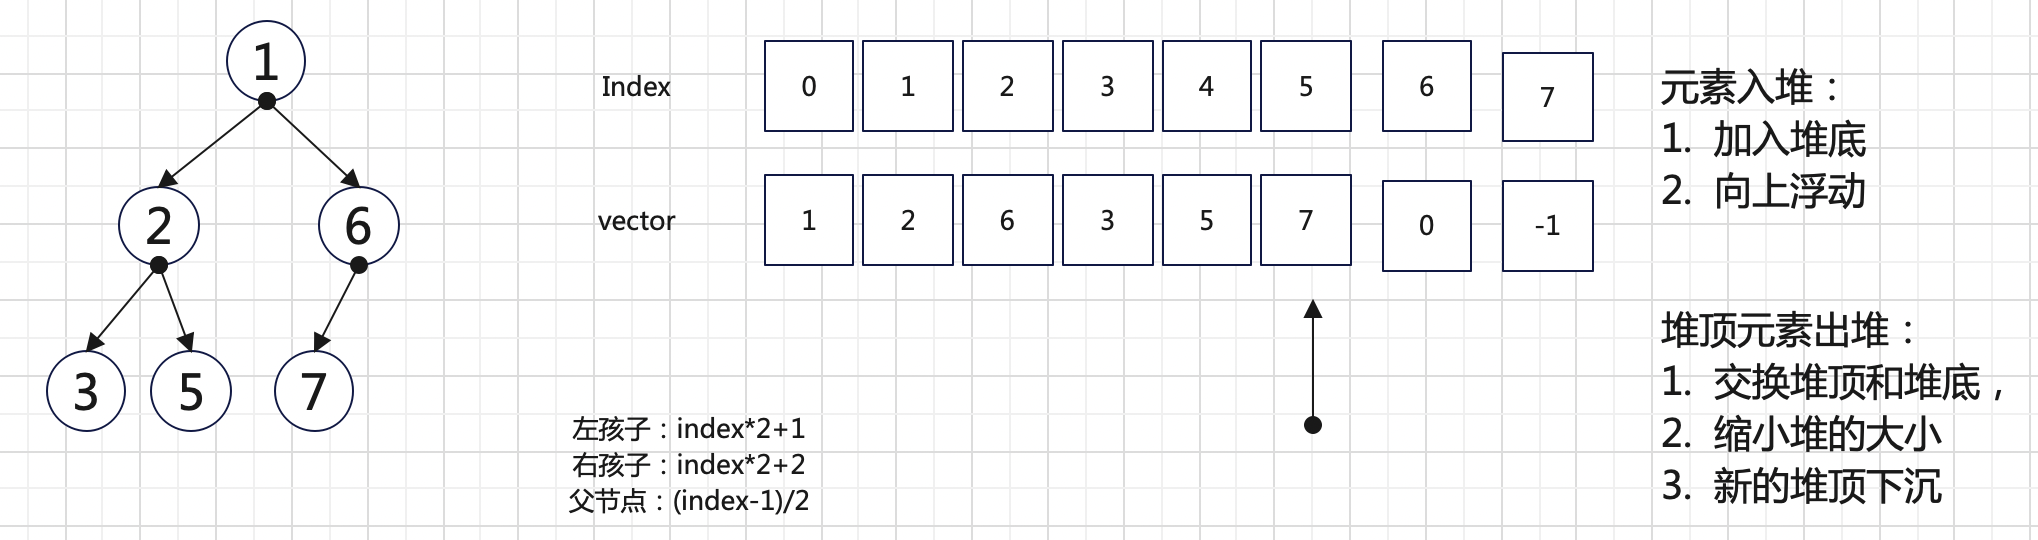 1
2
6
3
5
7
Index 0 1 2 3 4 5 6 7
vector 1 2 6 3 5 7 0 -1
左孩子：index*2+1
右孩子：index*2+2
父节点：(index-1)/2
元素入堆：
1. 加入堆底
2. 向上浮动
堆顶元素出堆：
1. 交换堆顶和堆底，
2. 缩小堆的大小
3. 新的堆顶下沉